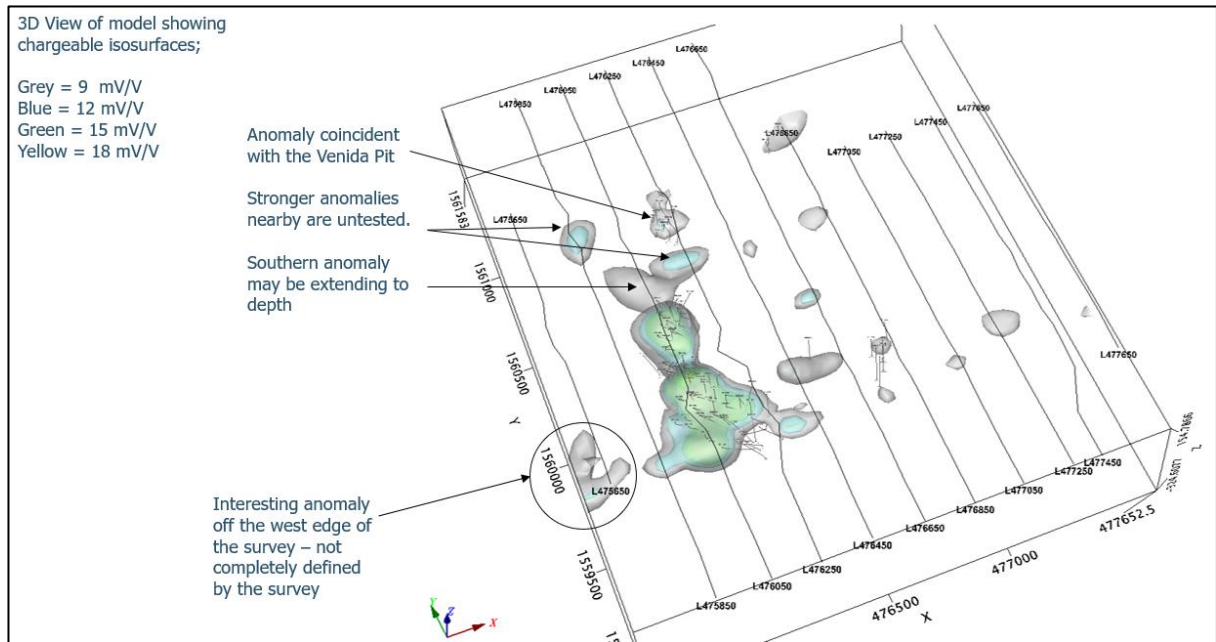 3D View of model showing
chargeable isosurfaces;
Grey = 9 mV/V
Blue = 12 mV/V
Green = 15 mV/V
Yellow = 18 mV/V
Anomaly coincident
with the Venida Pit
Stronger anomalies
nearby are untested.
Southern anomaly
may be extending to
depth
Interesting anomaly
off the west edge of
the survey – not
completely defined
by the survey
L475850
L476050
L476250
L476450
L476650
L476850
L477050
L477250
L477450
L477650
L475650
1561583
1561000
1560500
Y
1560000
1559500
L475650
L477650
L475850
L476050
L476250
L476450
L476650
L476850
L477050
L477250
L477450
476500
X
477000
477652.5
Z
Y
Z
X